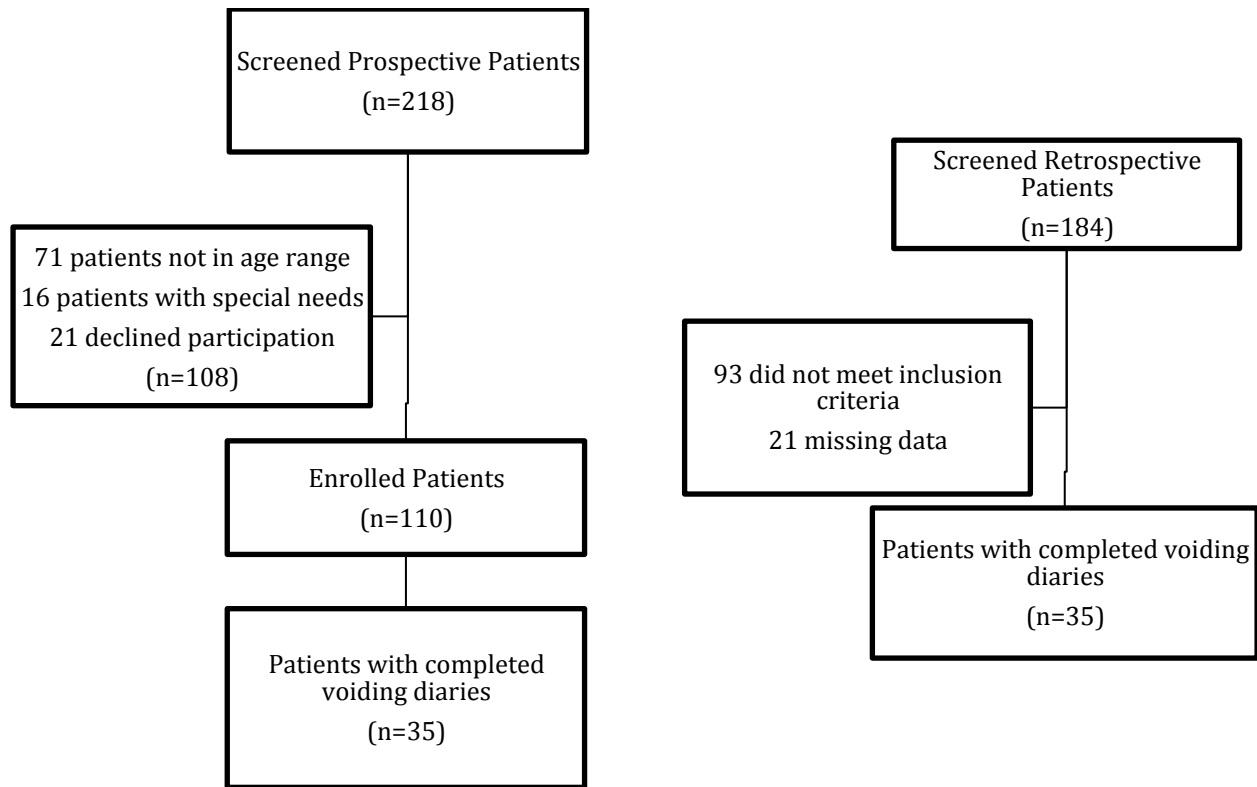 Screened Prospective Patients
(n=218)
71 patients not in age range
16 patients with special needs
21 declined participation
(n=108)
Enrolled Patients
(n=110)
Patients with completed
voiding diaries
(n=35)
Screened Retrospective
Patients
(n=184)
93 did not meet inclusion
criteria
21 missing data
Patients with completed voiding
diaries
(n=35)